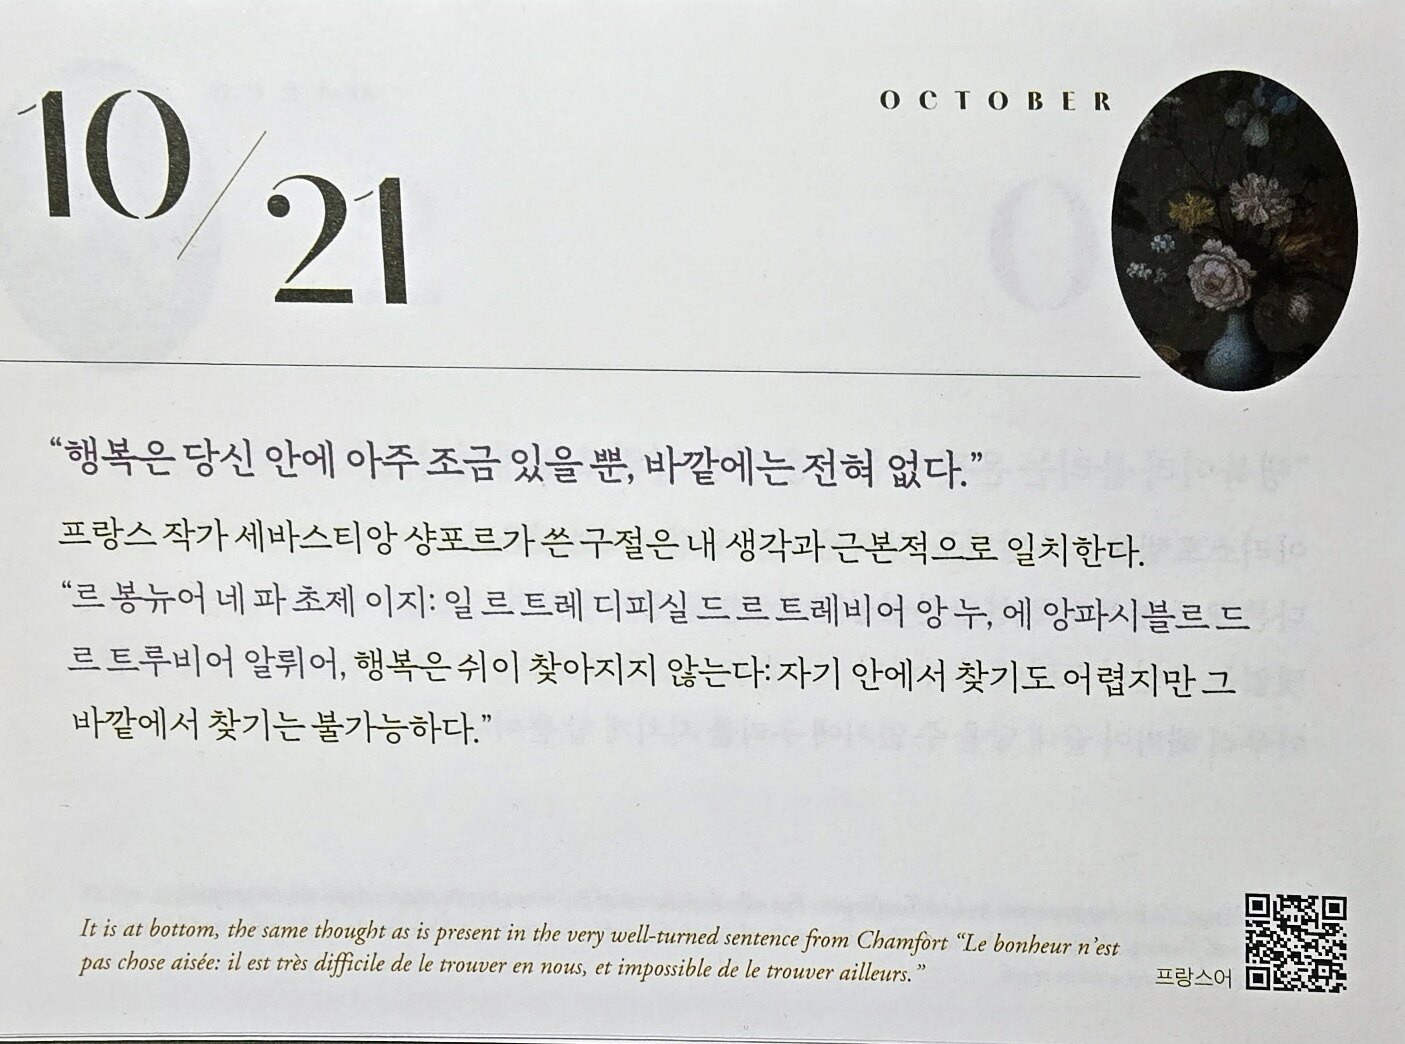 10/21
OCTOBER
“행복은 당신 안에 아주 조금 있을 뿐, 바깥에는 전혀 없다.”
프랑스 작가 세바스티앙 샹포르가 쓴 구절은 내 생각과 근본적으로 일치한다.
“르 봉뉴어 네 파 초제 이지: 일 르 트레 디피실 드 르 트레비어 앙 누, 에 앙파시블르 드
르 트루비어 알뤼어, 행복은 쉬이 찾아지지 않는다: 자기 안에서 찾기도 어렵지만 그
바깥에서 찾기는 불가능하다.”
It is at bottom, the same thought as is present in the very well-turned sentence from Chamfort “Le bonheur n’est
pas chose aisée: il est très difficile de le trouver en nous, et impossible de le trouver ailleurs.”
프랑스어